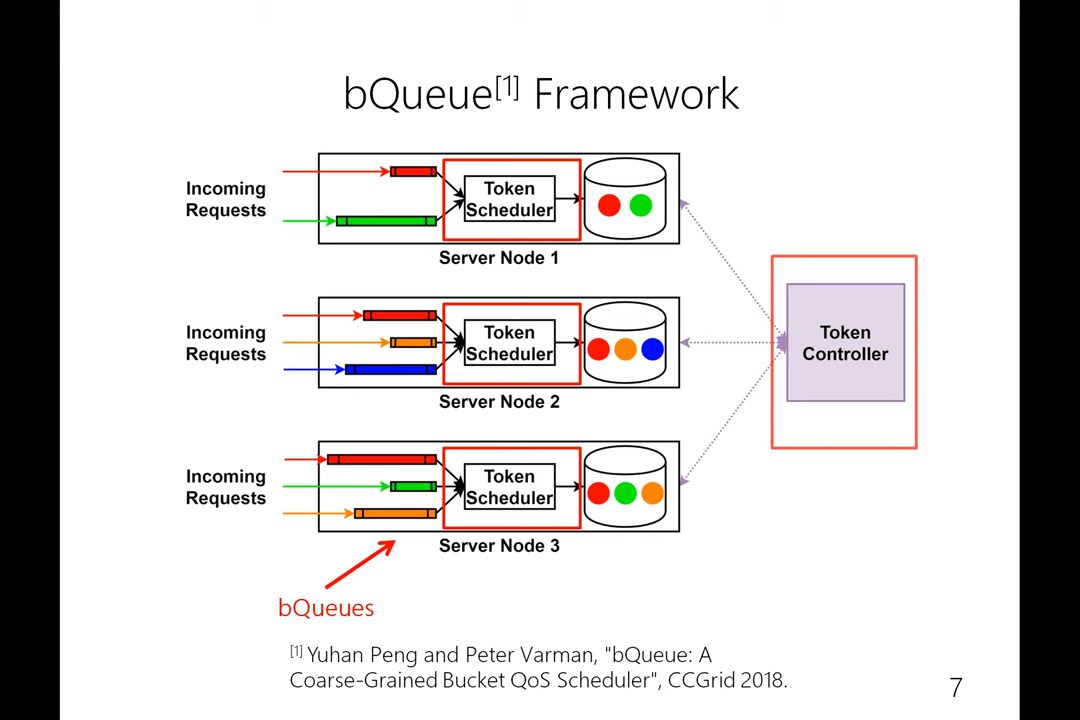 bQueue[1] Framework
Incoming
Requests
Token
Scheduler
Server Node 1
Incoming
Requests
Token
Scheduler
Server Node 2
Token
Controller
Incoming
Requests
Token
Scheduler
Server Node 3
bQueues
[1] Yuhan Peng and Peter Varman, "bQueue: A
Coarse-Grained Bucket QoS Scheduler", CCGrid 2018.
7